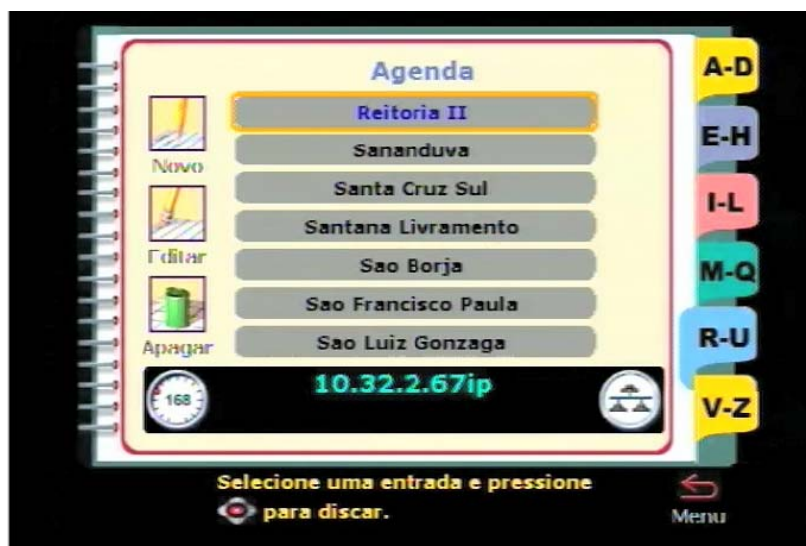 Agenda
A-D
E-H
I-L
M-Q
R-U
V-Z
Novo
Editar
Apagar
Reitoria II
Sananduva
Santa Cruz Sul
Santana Livramento
Sao Borja
Sao Francisco Paula
Sao Luiz Gonzaga
168
10.32.2.67ip
Selecione uma entrada e pressione
para discar.
Menu